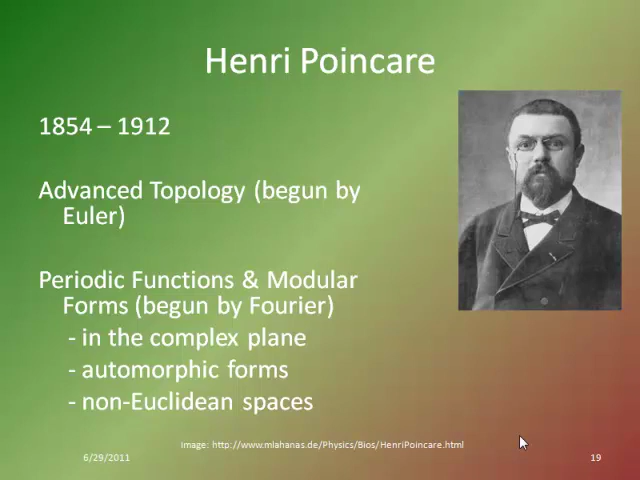 Henri Poincare
1854 – 1912
Advanced Topology (begun by
Euler)
Periodic Functions & Modular
Forms (begun by Fourier)
- in the complex plane
- automorphic forms
- non-Euclidean spaces
image: http://www.mlahanas.de/Physics/Bios/HenriPoincare.html
6/29/2011
19